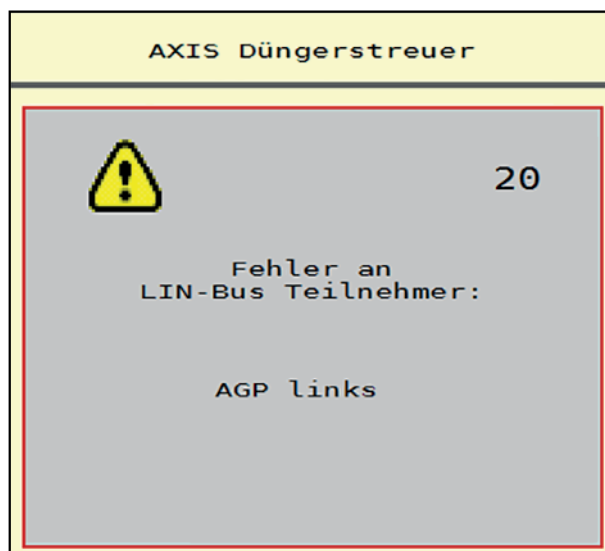 AXIS Düngerstreuer
20
Fehler an
LIN-Bus Teilnehmer:
AGP links